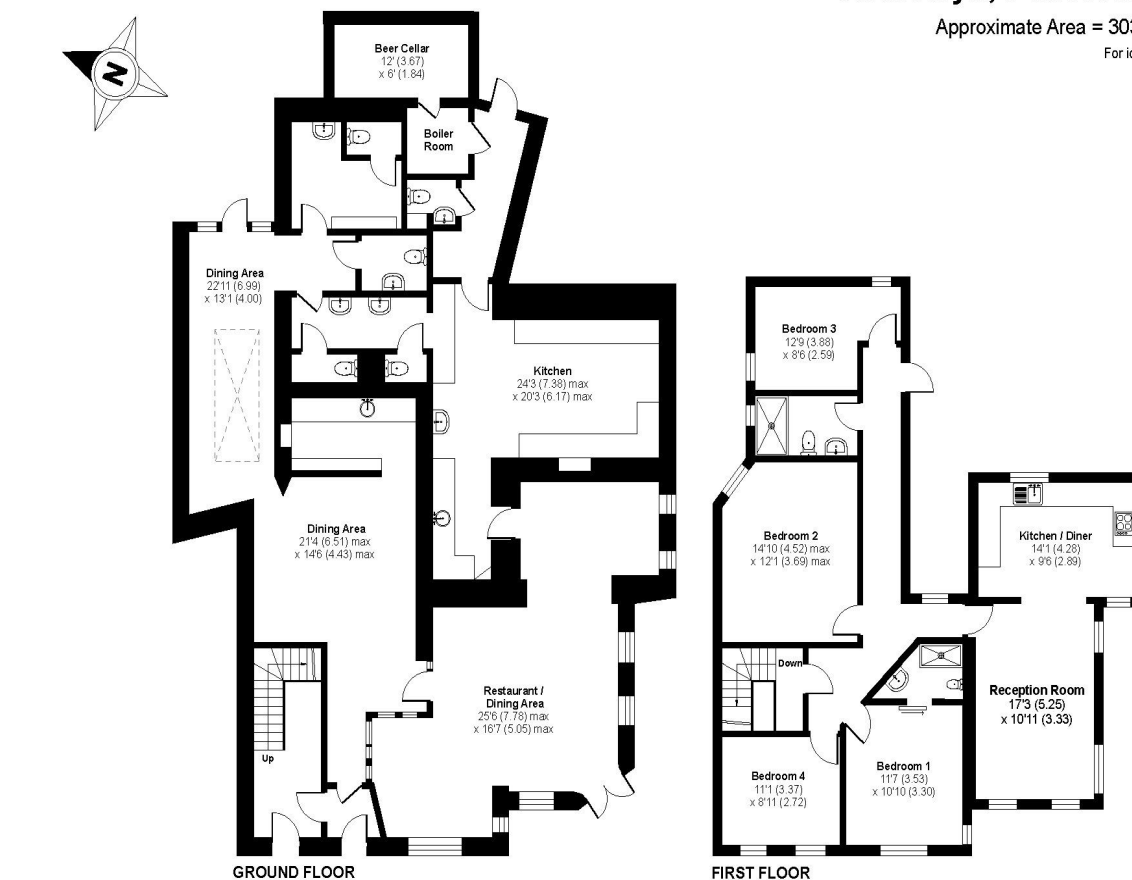 Approximate Area = 303
For
N
Beer Cellar
12' (3.67)
x 6' (1.84)
Boiler
Room
Dining Area
22'11 (6.99)
x 13'1 (4.00)
Kitchen
24'3 (7.38) max
x 20'3 (6.17) max
Dining Area
21'4 (6.51) max
x 14'6 (4.43) max
Restaurant /
Dining Area
25'6 (7.78) max
x 16'7 (5.05) max
Up
GROUND FLOOR
Bedroom 3
12'9 (3.88)
x 8'6 (2.59)
Bedroom 2
14'10 (4.52) max
x 12'1 (3.69) max
Kitchen / Diner
14'1 (4.28)
x 9'6 (2.89)
Down
Reception Room
17'3 (5.25)
x 10'11 (3.33)
Bedroom 1
11'7 (3.53)
x 10'10 (3.30)
Bedroom 4
11'1 (3.37)
x 8'11 (2.72)
FIRST FLOOR